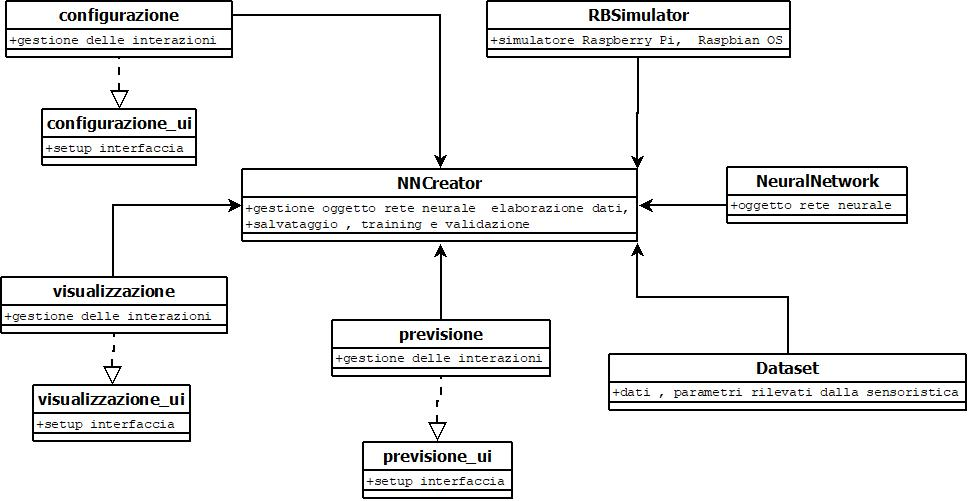 configurazione
+gestione delle interazioni
RBSimulator
+simulatore Raspberry Pi, Raspbian OS
configurazione_ui
+setup interfaccia
NNCreator
+gestione oggetto rete neurale elaborazione dati,
+salvataggio , training e validazione
NeuralNetwork
+oggetto rete neurale
visualizzazione
+gestione delle interazioni
previsione
+gestione delle interazioni
Dataset
+dati , parametri rilevati dalla sensoristica
visualizzazione_ui
+setup interfaccia
previsione_ui
+setup interfaccia